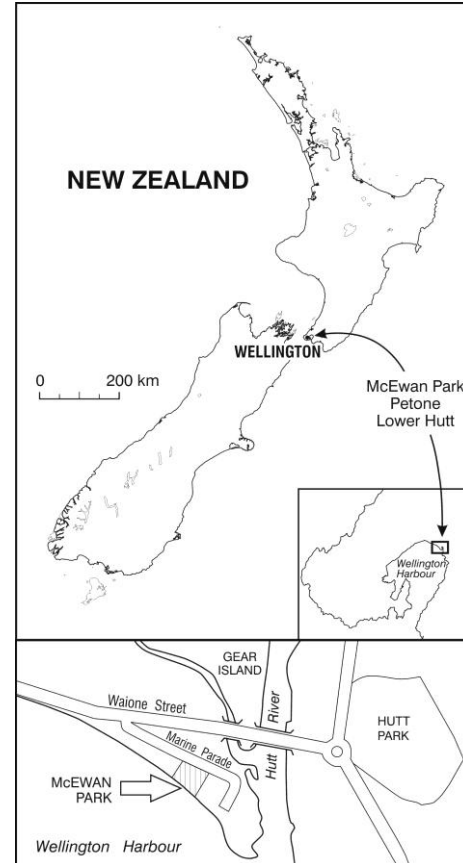 NEW ZEALAND
WELLINGTON
0 200 km
McEwan Park
Petone
Lower Hutt
Wellington
Harbour
GEAR
ISLAND
Waione Street
River
HUTT
PARK
Marine Parade
Hutt
McEWAN
PARK
Wellington Harbour